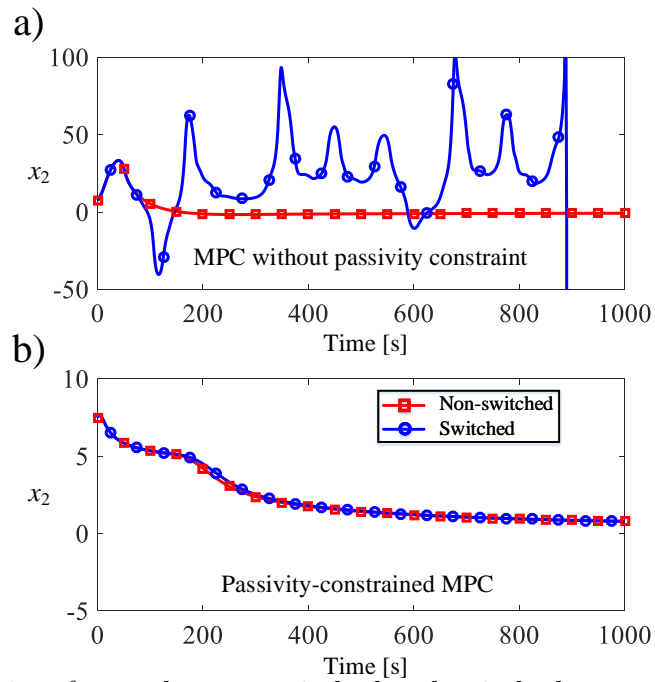 a)
100
50
0
-50
x2
MPC without passivity constraint
0 200 400 600 800 1000
Time [s]
b)
10
5
0
-5
x2
Non-switched
Switched
Passivity-constrained MPC
0 200 400 600 800 1000
Time [s]